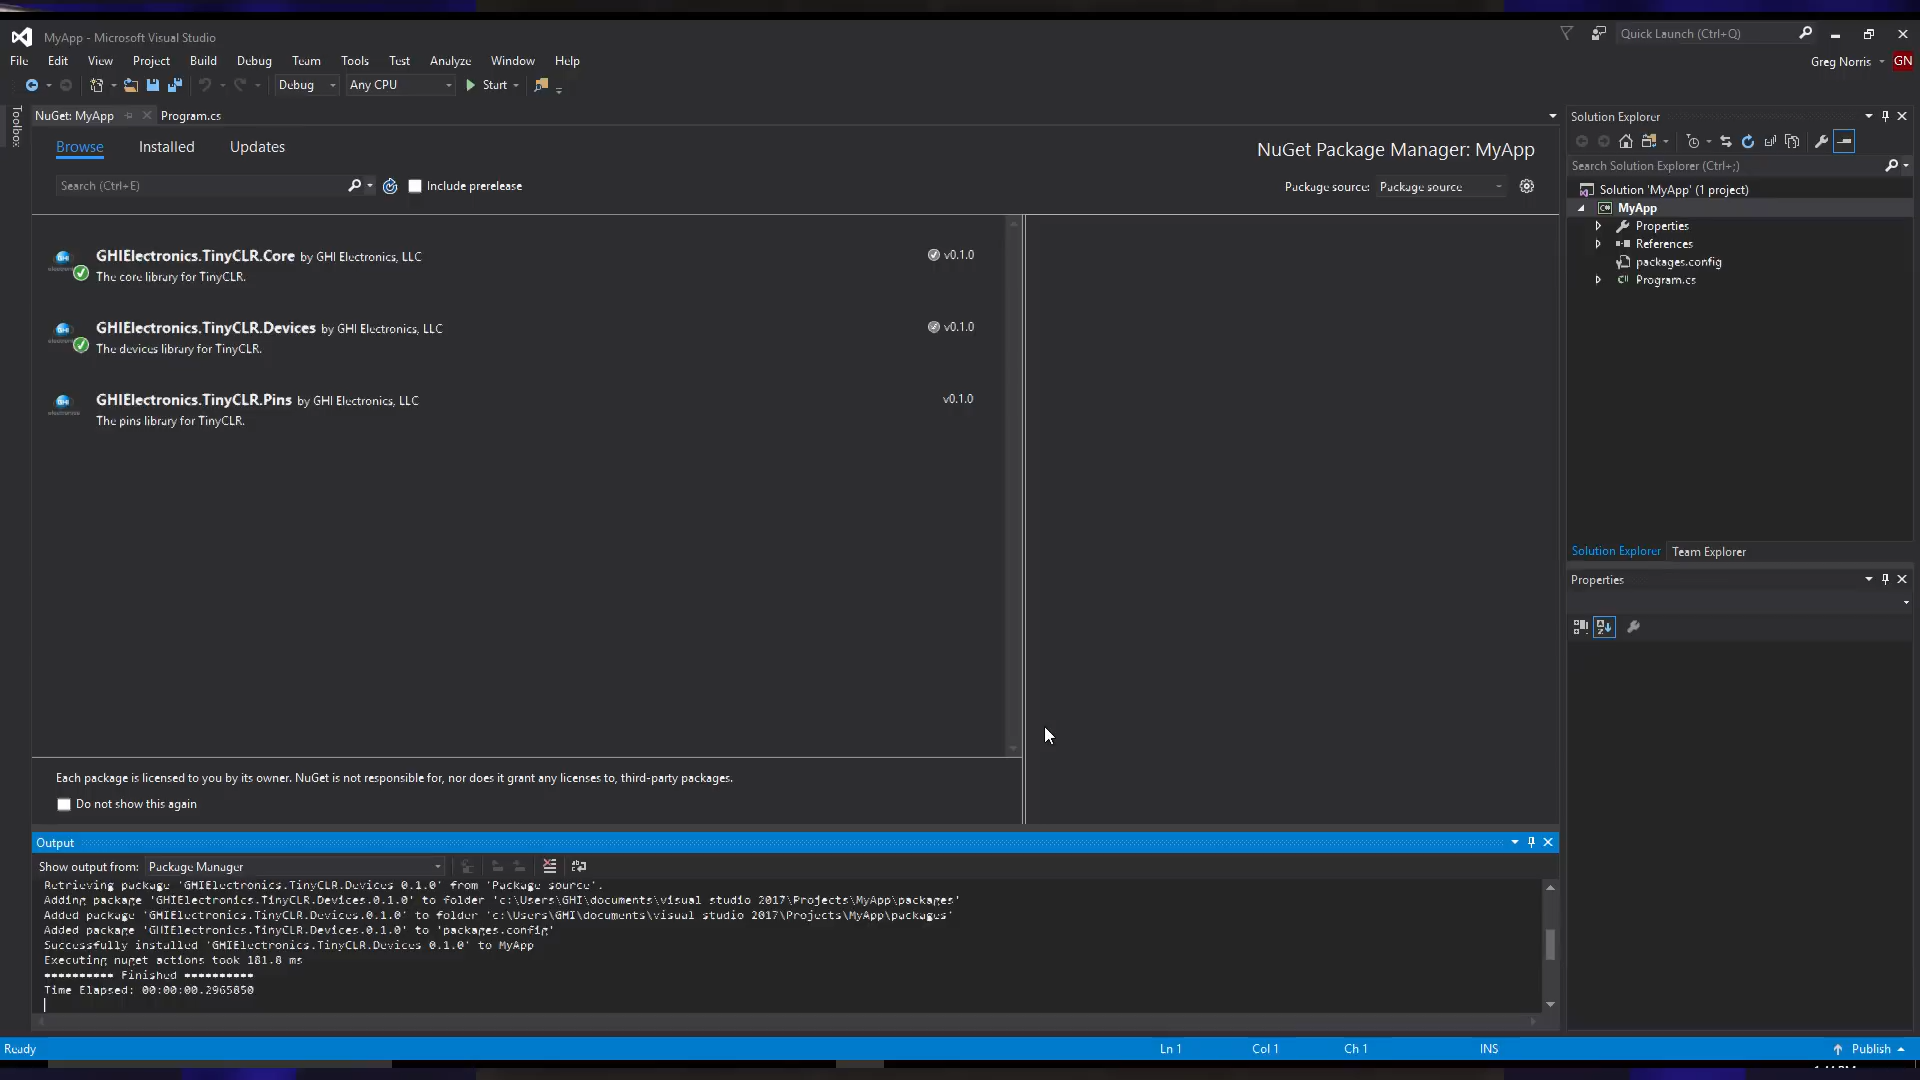 MyApp - Microsoft Visual Studio
Quick Launch (Ctrl+Q)
File Edit View Project Build Debug Team Tools Test Analyze Window Help
Greg Norris GN
Debug Any CPU Start
Toolbox
NuGet: MyApp Program.cs
Browse Installed Updates
NuGet Package Manager: MyApp
Search (Ctrl+E) Include prerelease
Package source: Package source
GHIElectronics.TinyCLR.Core by GHI Electronics, LLC v0.1.0
The core library for TinyCLR.
GHIElectronics.TinyCLR.Devices by GHI Electronics, LLC v0.1.0
The devices library for TinyCLR.
GHIElectronics.TinyCLR.Pins by GHI Electronics, LLC v0.1.0
The pins library for TinyCLR.
Each package is licensed to you by its owner. NuGet is not responsible for, nor does it grant any licenses to, third-party packages.
Do not show this again
Solution Explorer
Search Solution Explorer (Ctrl+;)
Solution 'MyApp' (1 project)
MyApp
Properties
References
packages.config
Program.cs
Solution Explorer Team Explorer
Properties
Output
Show output from: Package Manager
Retrieving package 'GHIElectronics.TinyCLR.Devices 0.1.0' from 'Package source'.
Adding package 'GHIElectronics.TinyCLR.Devices.0.1.0' to folder 'c:\Users\GHI\documents\visual studio 2017\Projects\MyApp\packages'
Added package 'GHIElectronics.TinyCLR.Devices.0.1.0' to folder 'c:\Users\GHI\documents\visual studio 2017\Projects\MyApp\packages'
Added package 'GHIElectronics.TinyCLR.Devices.0.1.0' to 'packages.config'
Successfully installed 'GHIElectronics.TinyCLR.Devices 0.1.0' to MyApp
Executing nuget actions took 181.8 ms
========== Finished ==========
Time Elapsed: 00:00:00.2965850
Ready Ln 1 Col 1 Ch 1 INS Publish